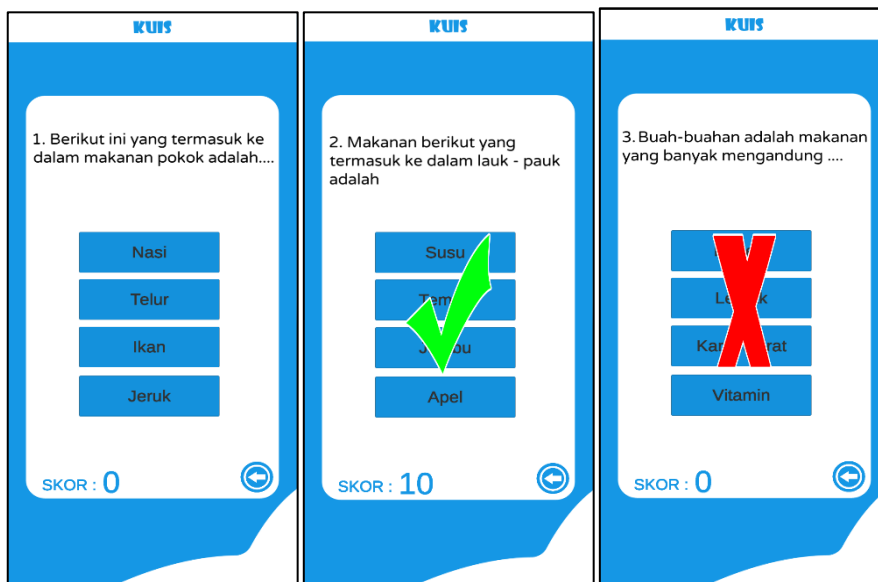 KUIS
1. Berikut ini yang termasuk ke
dalam makanan pokok adalah....
Nasi
Telur
Ikan
Jeruk
SKOR : 0
KUIS
2. Makanan berikut yang
termasuk ke dalam lauk - pauk
adalah
Susu
Apel
SKOR : 10
KUIS
3. Buah-buahan adalah makanan
yang banyak mengandung ....
Vitamin
SKOR : 0